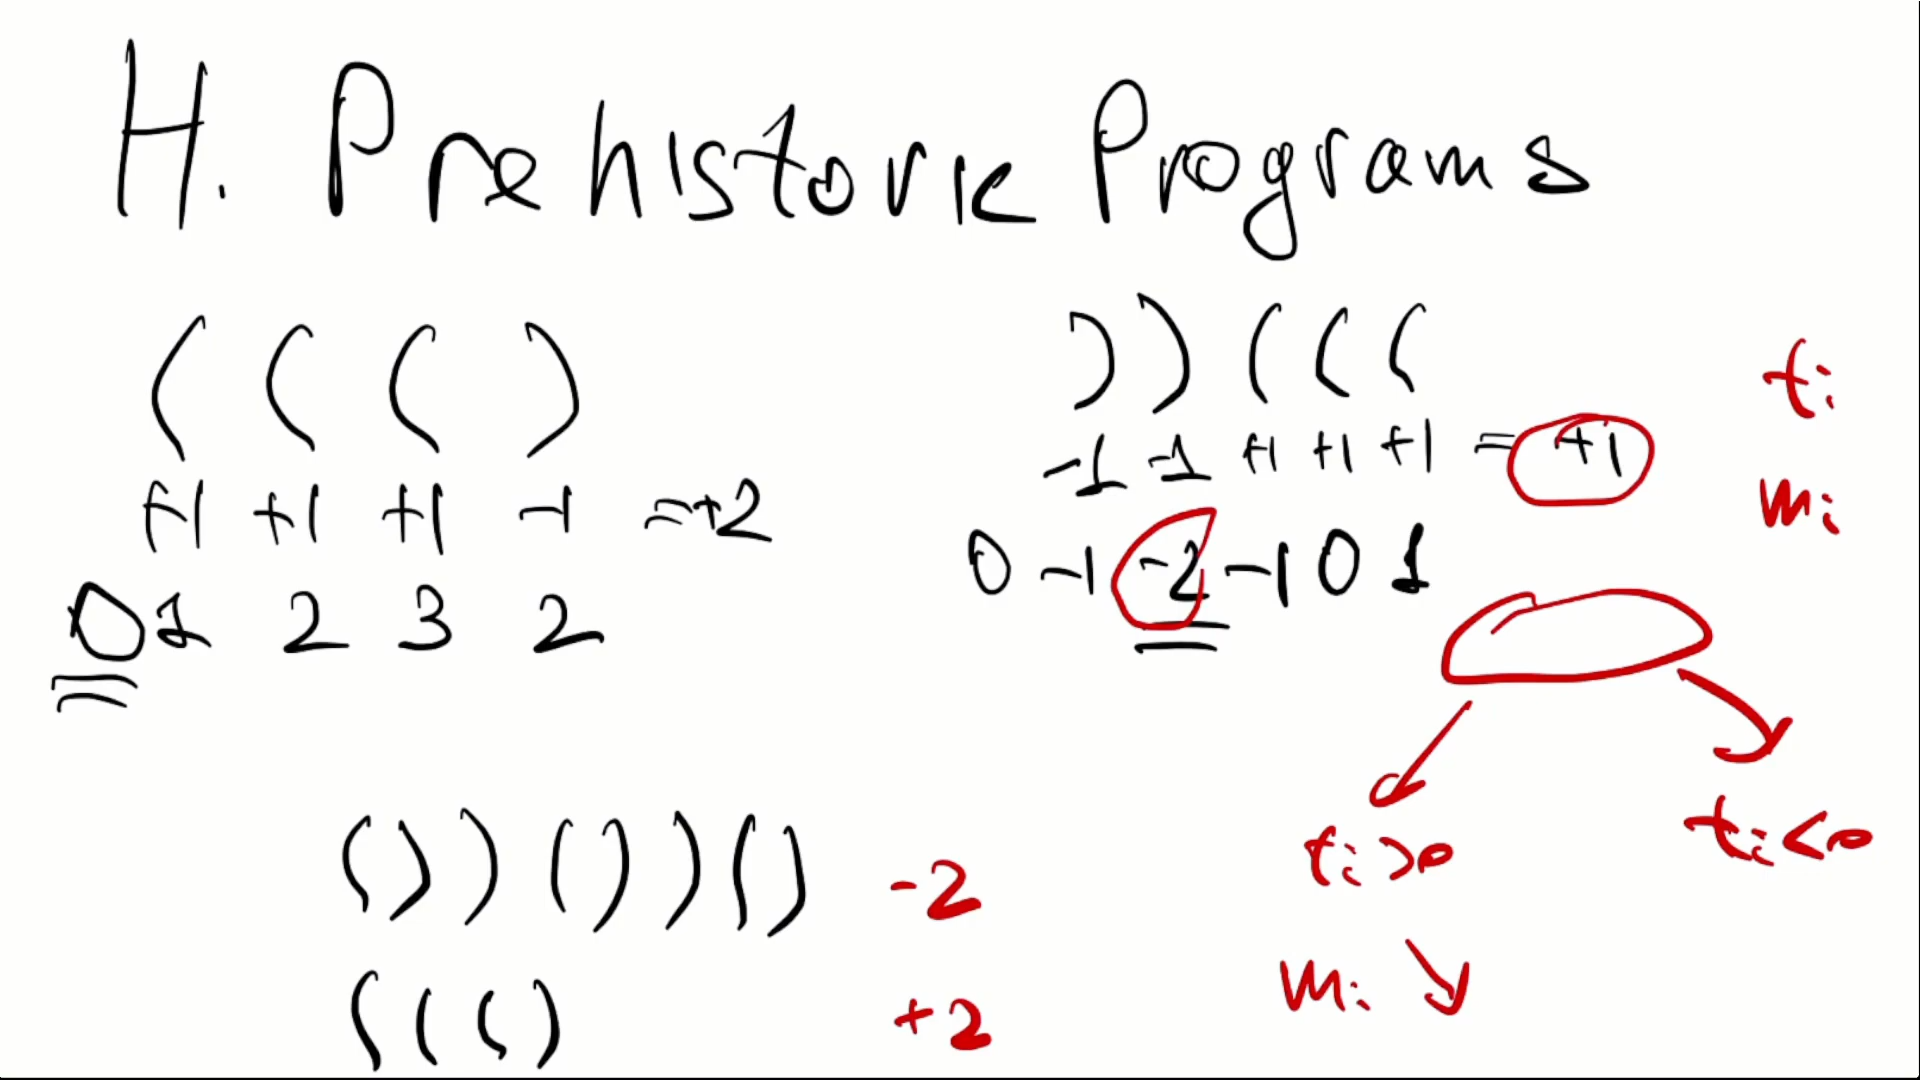 H. Prehistoric Programs
( ( ( )
+1 +1 +1 -1 =+2
0 1 2 3 2
) ) ( ( (
-1 -1 +1 +1 +1 = +1
0 -1 -2 -1 0 1
ti
mi
ti>0
ti<0
mi ↘
( ) ) ( ) ) ( ) -2
( ( ( ) +2